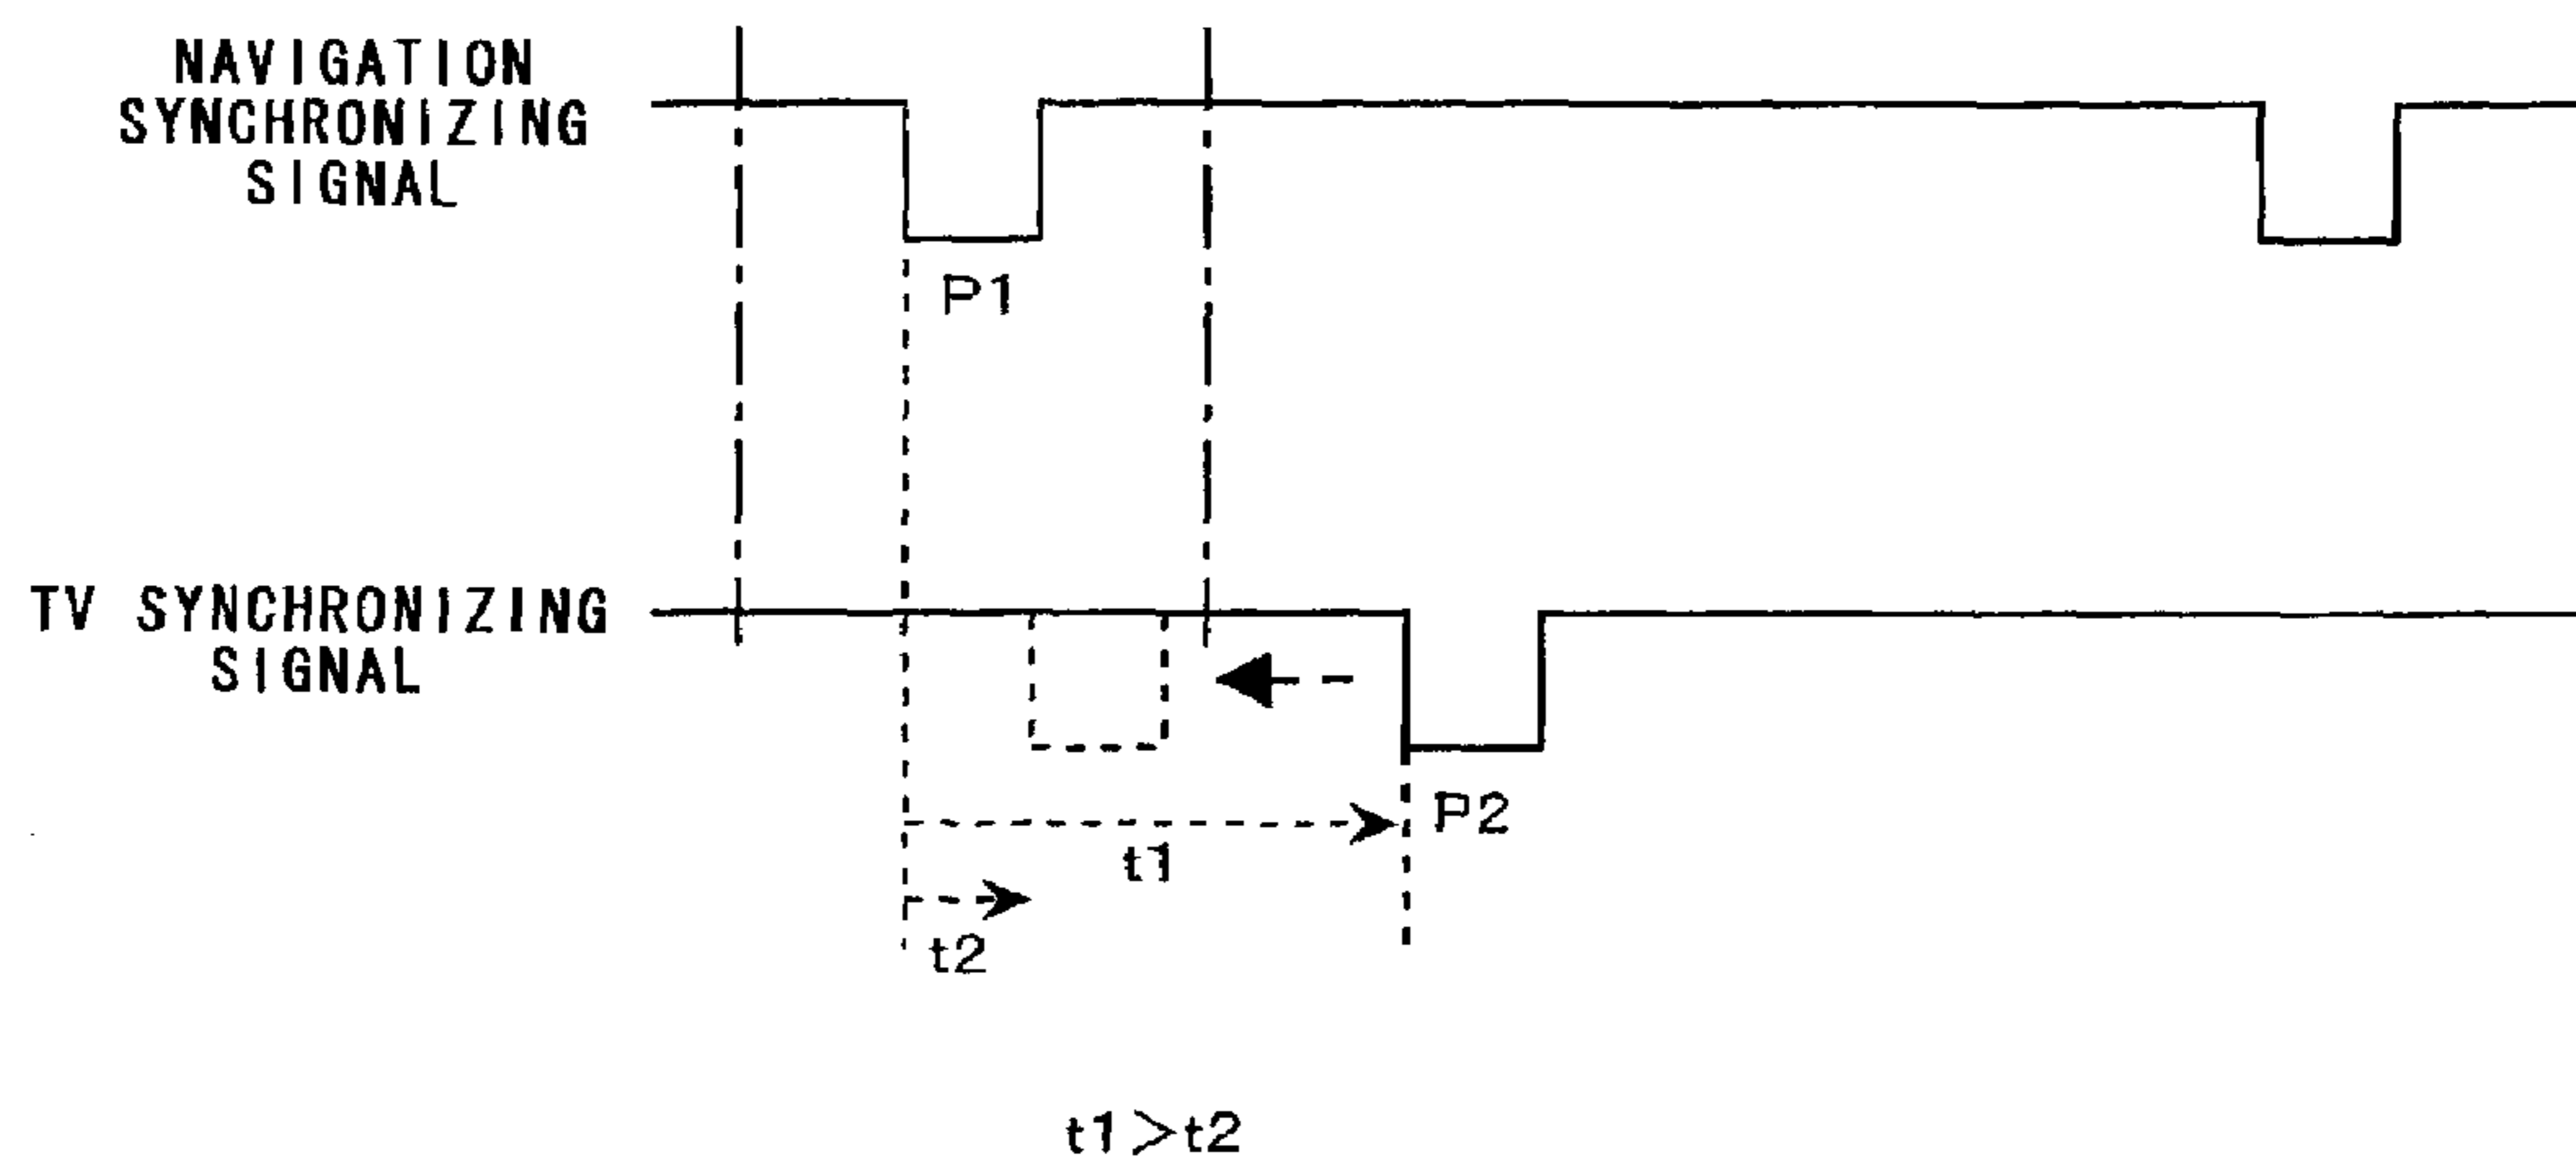 NAVIGATION
SYNCHRONIZING
SIGNAL
P1
TV SYNCHRONIZING
SIGNAL
P2
t1
t2
t1>t2